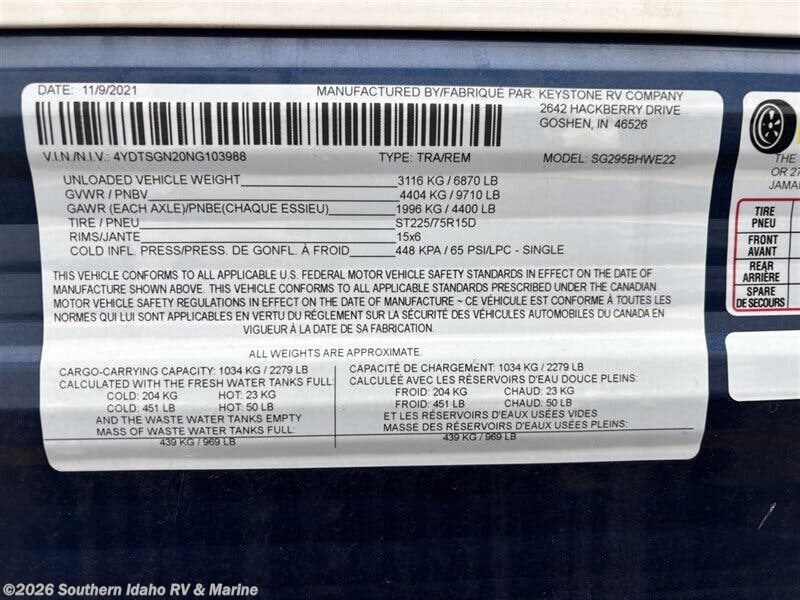 DATE: 11/9/2021
MANUFACTURED BY/FABRIQUÉ PAR: KEYSTONE RV COMPANY
2642 HACKBERRY DRIVE
GOSHEN, IN 46526
V.I.N./N.I.V.: 4YDTSGN20NG103988 TYPE: TRA/REM MODEL: SG295BHWE22
UNLOADED VEHICLE WEIGHT 3116 KG / 6870 LB
GVWR / PNBV 4404 KG / 9710 LB
GAWR (EACH AXLE)/PNBE(CHAQUE ESSIEU) 1996 KG / 4400 LB
TIRE / PNEU ST225/75R15D
RIMS/JANTE 15x6
COLD INFL. PRESS/PRESS. DE GONFL. À FROID 448 KPA / 65 PSI/LPC - SINGLE
THIS VEHICLE CONFORMS TO ALL APPLICABLE U.S. FEDERAL MOTOR VEHICLE SAFETY STANDARDS IN EFFECT ON THE DATE OF
MANUFACTURE SHOWN ABOVE. THIS VEHICLE CONFORMS TO ALL APPLICABLE STANDARDS PRESCRIBED UNDER THE CANADIAN
MOTOR VEHICLE SAFETY REGULATIONS IN EFFECT ON THE DATE OF MANUFACTURE ~ CE VÉHICULE EST CONFORME À TOUTES LES
NORMES QUI LUI SONT APPLICABLES EN VERTU DU RÉGLEMENT SUR LA SÉCURITÉ DES VÉHICULES AUTOMOBILES DU CANADA EN
VIGUEUR À LA DATE DE SA FABRICATION.
ALL WEIGHTS ARE APPROXIMATE.
CARGO-CARRYING CAPACITY: 1034 KG / 2279 LB
CALCULATED WITH THE FRESH WATER TANKS FULL:
COLD: 204 KG HOT: 23 KG
COLD: 451 LB HOT: 50 LB
AND THE WASTE WATER TANKS EMPTY
MASS OF WASTE WATER TANKS FULL:
439 KG / 969 LB
CAPACITÉ DE CHARGEMENT: 1034 KG / 2279 LB
CALCULÉE AVEC LES RÉSERVOIRS D'EAU DOUCE PLEINS:
FROID: 204 KG CHAUD: 23 KG
FROID: 451 LB CHAUD: 50 LB
ET LES RÉSERVOIRS D'EAUX USÉES VIDES
MASSE DES RÉSERVOIRS D'EAUX USÉES PLEINS:
439 KG / 969 LB
THE
OR 27
JAMAI
TIRE
PNEU
FRONT
AVANT
REAR
ARRIÈRE
SPARE
DE SECOURS
©2026 Southern Idaho RV & Marine